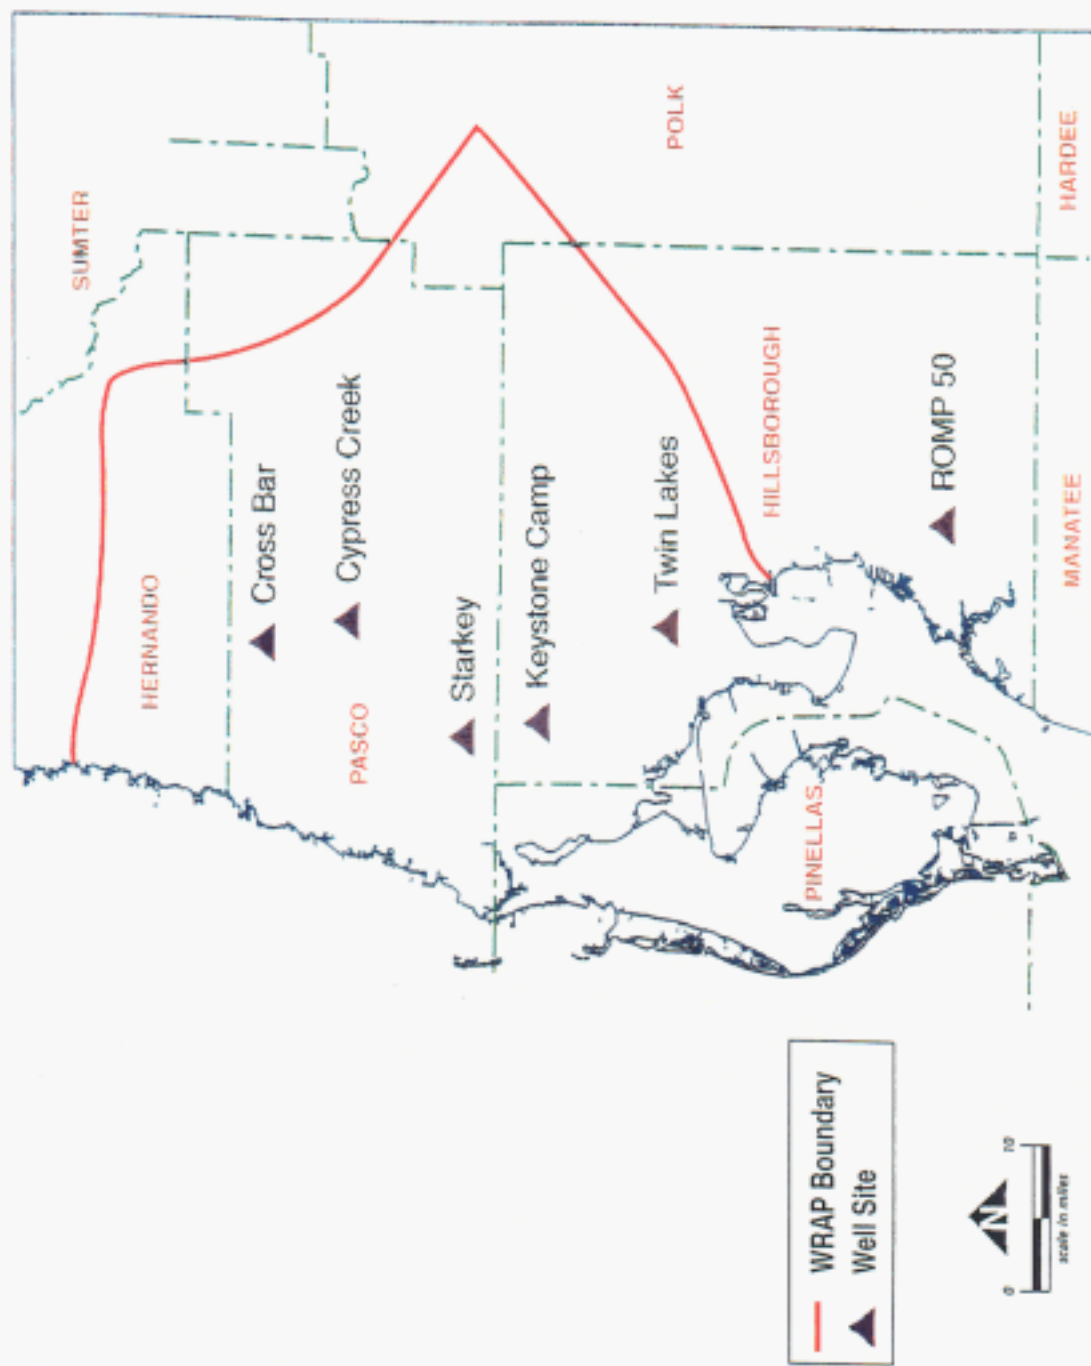 SUMTER
HERNANDO
Cross Bar
Cypress Creek
PASCO
Starkey
POLK
Keystone Camp
Twin Lakes
HILLSBOROUGH
PINELLAS
ROMP 50
MANATEE
HARDEE
WRAP Boundary
Well Site
N
0 10
scale in miles